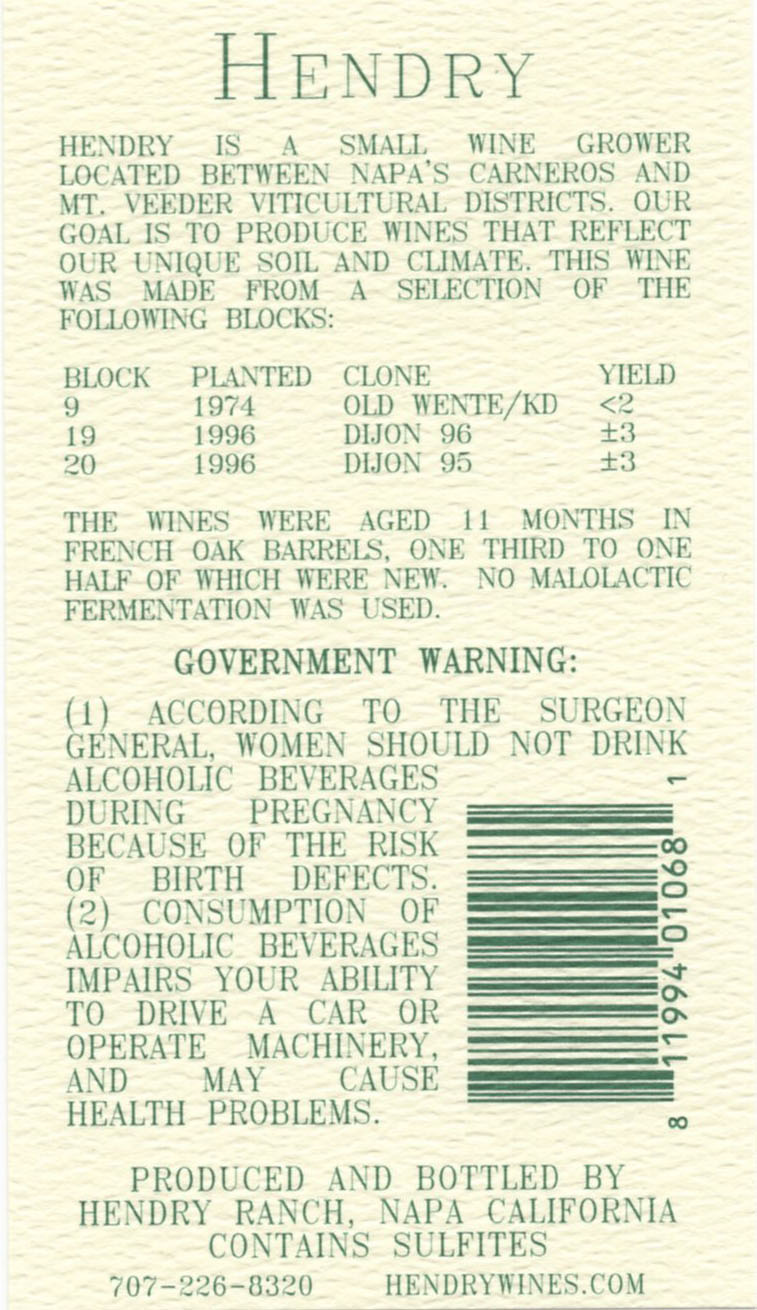 HENDRY
HENDRY IS A SMALL WINE GROWER
LOCATED BETWEEN NAPA'S CARNEROS AND
MT. VEEDER VITICULTURAL DISTRICTS. OUR
GOAL IS TO PRODUCE WINES THAT REFLECT
OUR UNIQUE SOIL AND CLIMATE. THIS WINE
WAS MADE FROM A SELECTION OF THE
FOLLOWING BLOCKS:
BLOCK PLANTED CLONE YIELD
9 1974 OLD WENTE/KD <2
19 1996 DIJON 96 ±3
20 1996 DIJON 95 ±3
THE WINES WERE AGED 11 MONTHS IN
FRENCH OAK BARRELS, ONE THIRD TO ONE
HALF OF WHICH WERE NEW. NO MALOLACTIC
FERMENTATION WAS USED.
GOVERNMENT WARNING:
(1) ACCORDING TO THE SURGEON
GENERAL, WOMEN SHOULD NOT DRINK
ALCOHOLIC BEVERAGES
DURING PREGNANCY
BECAUSE OF THE RISK
OF BIRTH DEFECTS.
(2) CONSUMPTION OF
ALCOHOLIC BEVERAGES
IMPAIRS YOUR ABILITY
TO DRIVE A CAR OR
OPERATE MACHINERY,
AND MAY CAUSE
HEALTH PROBLEMS.
8 11994 01068 1
PRODUCED AND BOTTLED BY
HENDRY RANCH, NAPA CALIFORNIA
CONTAINS SULFITES
707-226-8320 HENDRYWINES.COM